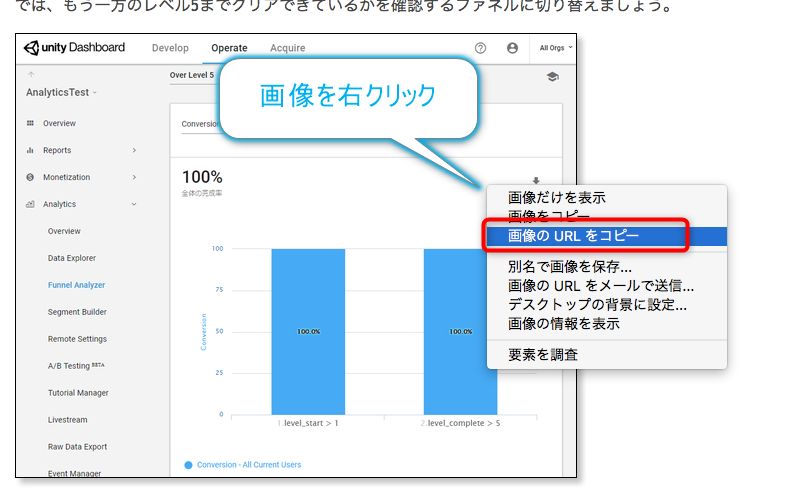 では、もう一方のレベル5までクリアできているかを確認するファネルに切り替えましょう。
unity Dashboard Develop Operate Acquire All Orgs
AnalyticsTest
Over Level 5
画像を右クリック
Overview
Reports
Monetization
Analytics
Overview
Data Explorer
Funnel Analyzer
Segment Builder
Remote Settings
A/B Testing BETA
Tutorial Manager
Livestream
Raw Data Export
Event Manager
Conversion
100%
全体の完成率
画像だけを表示
画像をコピー
画像の URL をコピー
別名で画像を保存...
画像の URL をメールで送信...
デスクトップの背景に設定...
画像の情報を表示
要素を調査
100
75
50
25
0
Conversion
100.0%
100.0%
1.level_start > 1
2.level_complete > 5
Conversion - All Current Users